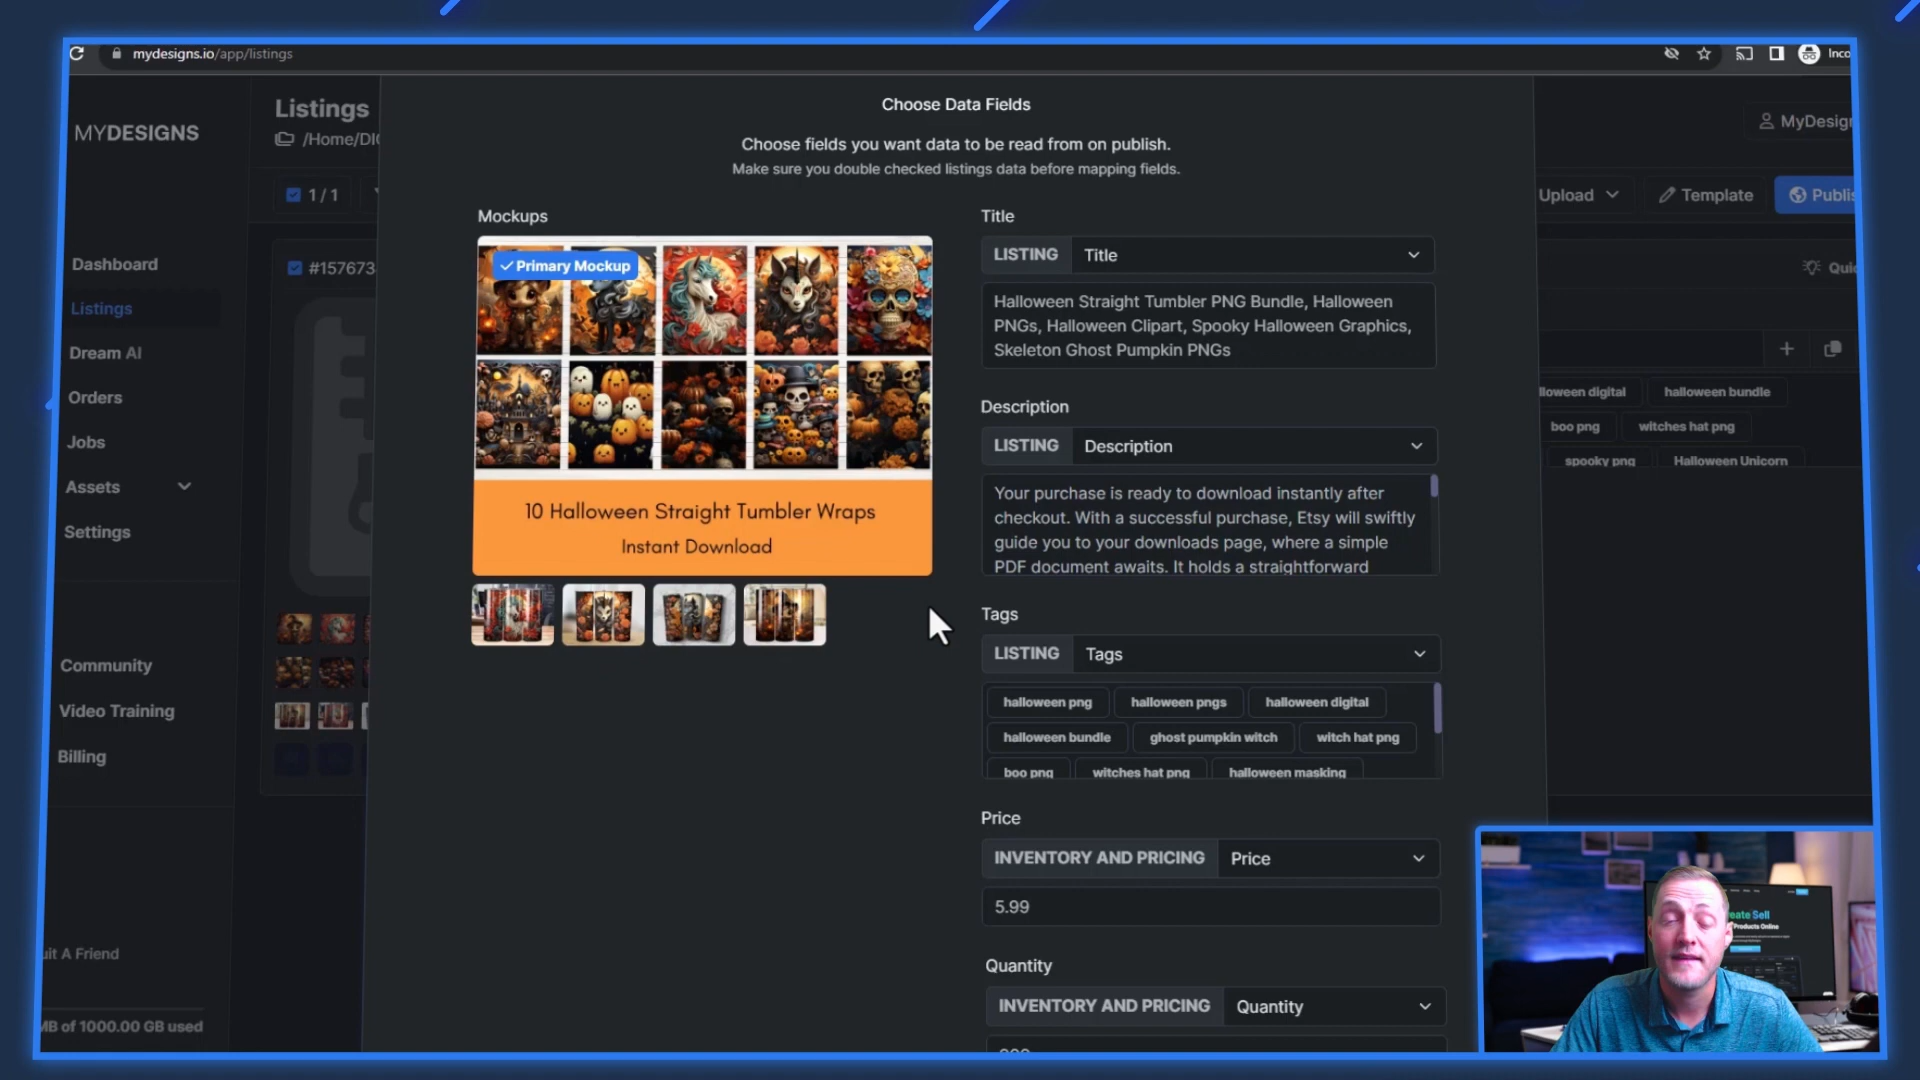 mydesigns.io/app/listings
MYDESIGNS
Dashboard
Listings
Dream AI
Orders
Jobs
Assets
Settings
Community
Video Training
Billing
A Friend
of 1000.00 GB used
Listings
/Home/
1 / 1
#157673
Choose Data Fields
Choose fields you want data to be read from on publish.
Make sure you double checked listings data before mapping fields.
Mockups
Primary Mockup
10 Halloween Straight Tumbler Wraps
Instant Download
Title
LISTING Title
Halloween Straight Tumbler PNG Bundle, Halloween
PNGs, Halloween Clipart, Spooky Halloween Graphics,
Skeleton Ghost Pumpkin PNGs
Description
LISTING Description
Your purchase is ready to download instantly after
checkout. With a successful purchase, Etsy will swiftly
guide you to your downloads page, where a simple
PDF document awaits. It holds a straightforward
Tags
LISTING Tags
halloween png halloween pngs halloween digital
halloween bundle ghost pumpkin witch witch hat png
boo png witches hat png halloween masking
Price
INVENTORY AND PRICING Price
5.99
Quantity
INVENTORY AND PRICING Quantity
MyDesign
Upload Template Publis
digital halloween bundle
boo png witches hat png
spooky png Halloween Unicorn
Sell
Products Online